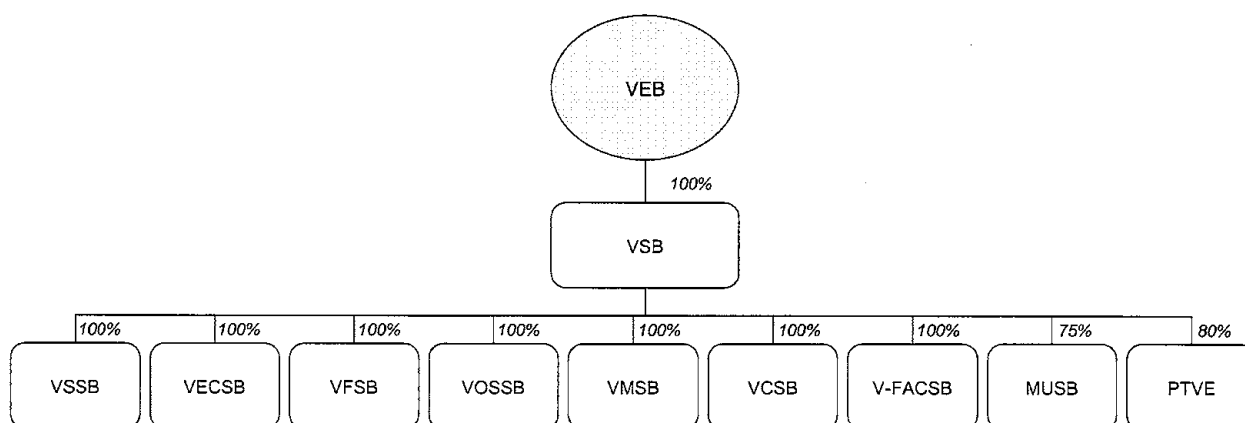 VEB
100%
VSB
100% 100% 100% 100% 100% 100% 100% 75% 80%
VSSB VECSB VFSB VOSSB VMSB VCSB V-FACSB MUSB PTVE